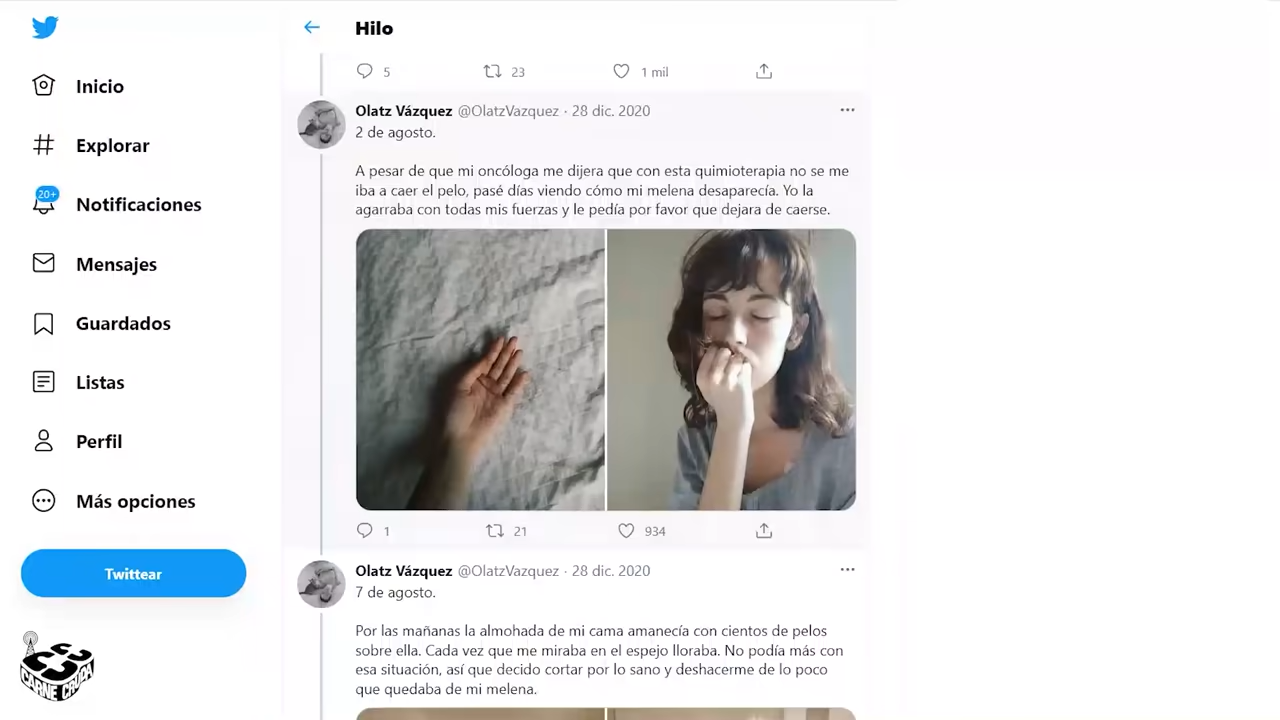 Hilo
Inicio
Explorar
20+
Notificaciones
Mensajes
Guardados
Listas
Perfil
Más opciones
Twittear
CARNE CRUDA
5 23 1 mil
Olatz Vázquez @OlatzVazquez · 28 dic. 2020
2 de agosto.
A pesar de que mi oncóloga me dijera que con esta quimioterapia no se me
iba a caer el pelo, pasé días viendo cómo mi melena desaparecía. Yo la
agarraba con todas mis fuerzas y le pedía por favor que dejara de caerse.
1 21 934
Olatz Vázquez @OlatzVazquez · 28 dic. 2020
7 de agosto.
Por las mañanas la almohada de mi cama amanecía con cientos de pelos
sobre ella. Cada vez que me miraba en el espejo lloraba. No podía más con
esa situación, así que decido cortar por lo sano y deshacerme de lo poco
que quedaba de mi melena.